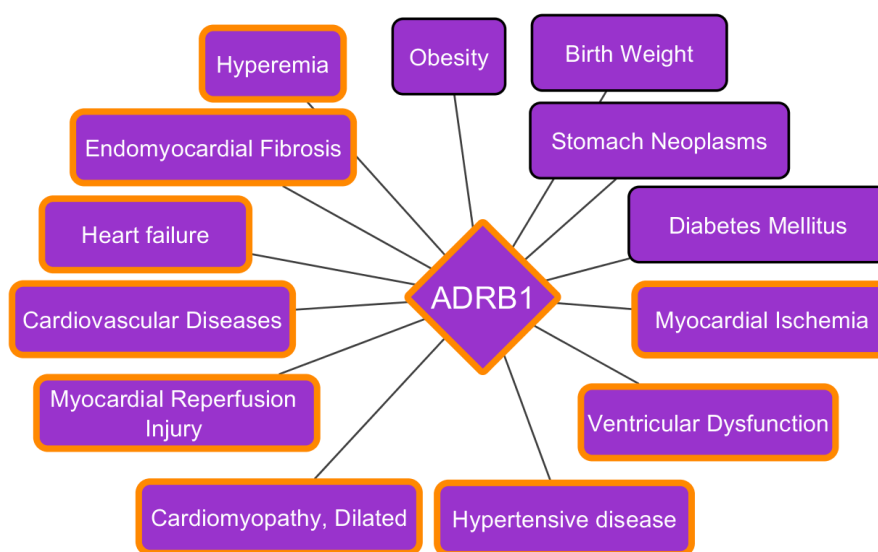 Hyperemia
Obesity
Birth Weight
Endomyocardial Fibrosis
Stomach Neoplasms
Heart failure
Diabetes Mellitus
ADRB1
Cardiovascular Diseases
Myocardial Ischemia
Myocardial Reperfusion
Injury
Ventricular Dysfunction
Cardiomyopathy, Dilated
Hypertensive disease